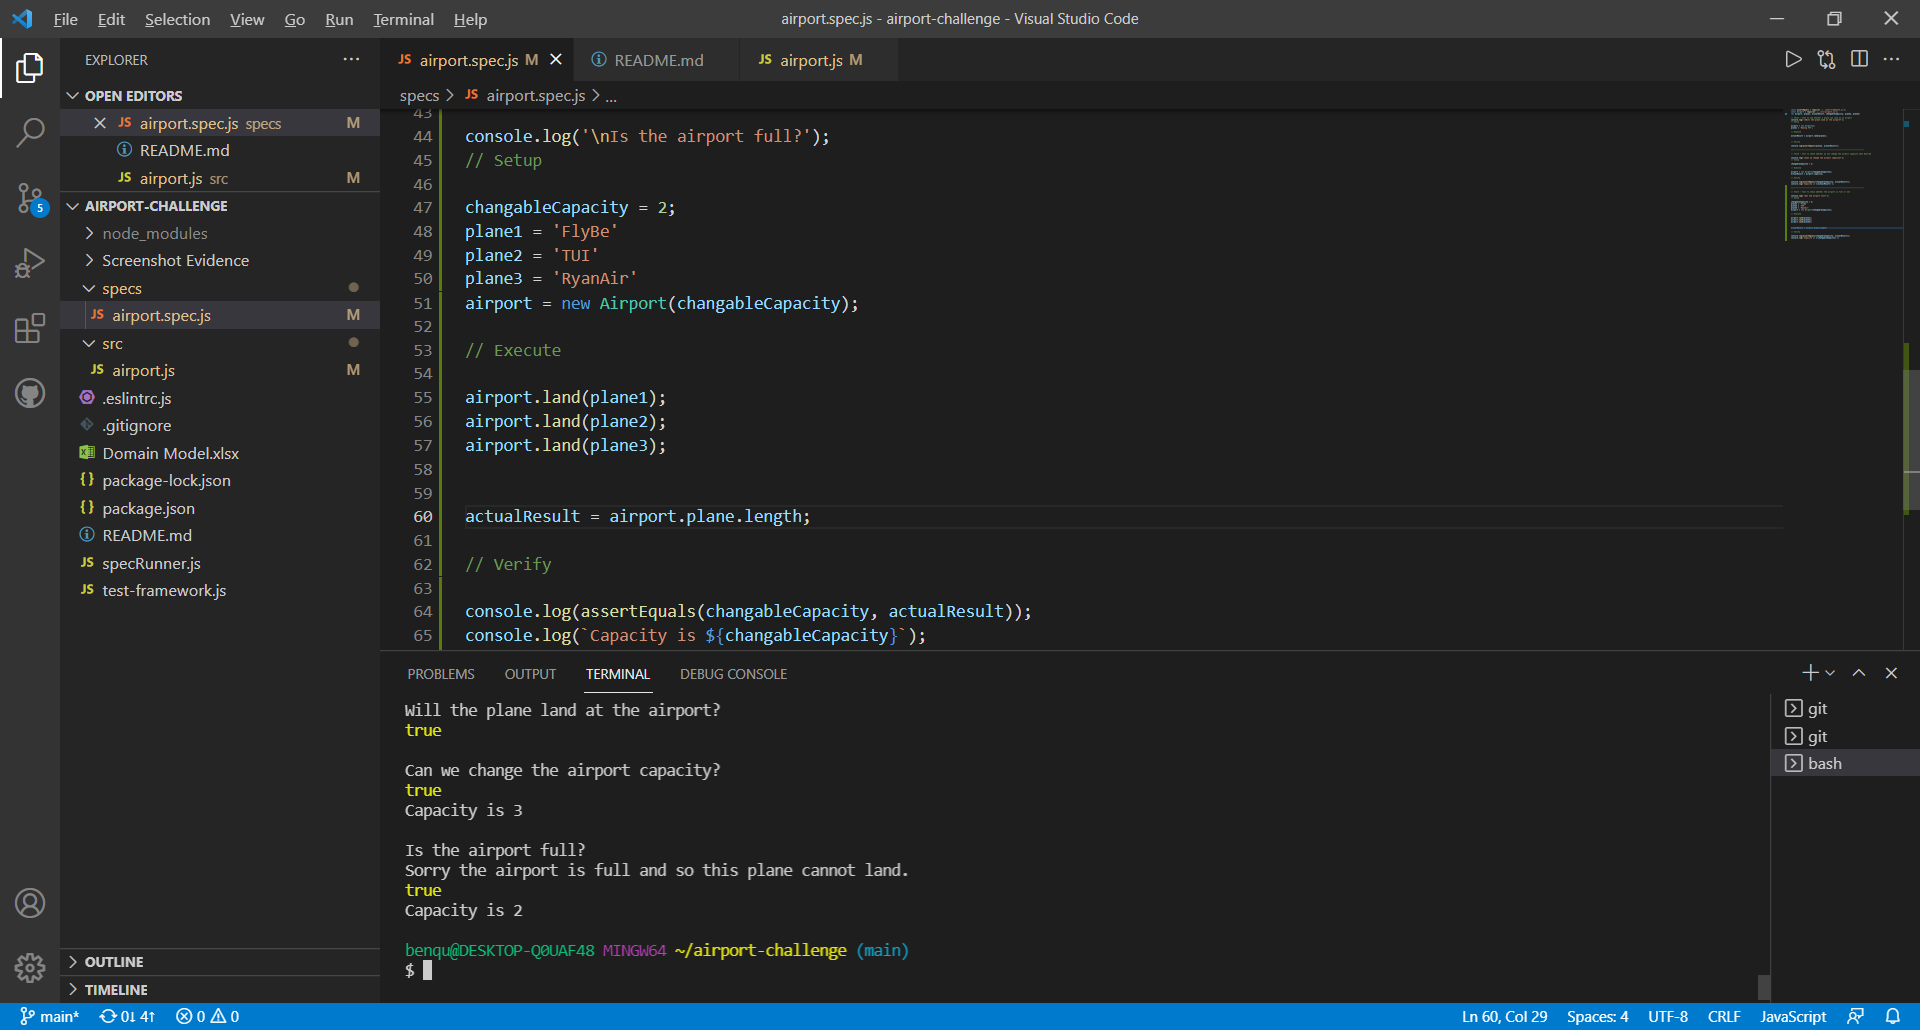 File Edit Selection View Go Run Terminal Help
airport.spec.js - airport-challenge - Visual Studio Code
EXPLORER
OPEN EDITORS
JS airport.spec.js specs M
README.md
JS airport.js src M
AIRPORT-CHALLENGE
node_modules
Screenshot Evidence
specs
JS airport.spec.js M
src
JS airport.js M
.eslintrc.js
.gitignore
Domain Model.xlsx
{} package-lock.json
{} package.json
README.md
JS specRunner.js
JS test-framework.js
OUTLINE
TIMELINE
5
JS airport.spec.js M README.md JS airport.js M
specs > JS airport.spec.js > ...
43
44 console.log('\nIs the airport full?');
45 // Setup
46
47 changableCapacity = 2;
48 plane1 = 'FlyBe'
49 plane2 = 'TUI'
50 plane3 = 'RyanAir'
51 airport = new Airport(changableCapacity);
52
53 // Execute
54
55 airport.land(plane1);
56 airport.land(plane2);
57 airport.land(plane3);
58
59
60 actualResult = airport.plane.length;
61
62 // Verify
63
64 console.log(assertEquals(changableCapacity, actualResult));
65 console.log(`Capacity is ${changableCapacity}`);
PROBLEMS OUTPUT TERMINAL DEBUG CONSOLE
Will the plane land at the airport?
true
Can we change the airport capacity?
true
Capacity is 3
Is the airport full?
Sorry the airport is full and so this plane cannot land.
true
Capacity is 2
benqu@DESKTOP-Q0UAF48 MINGW64 ~/airport-challenge (main)
$
git
git
bash
main* 0↓ 4↑ 0 0
Ln 60, Col 29 Spaces: 4 UTF-8 CRLF JavaScript